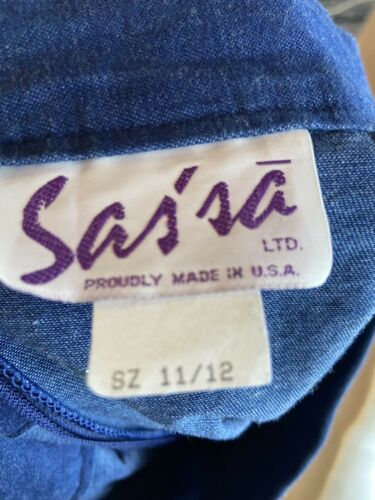 Sas'sā
LTD.
PROUDLY MADE IN U.S.A.
SZ 11/12